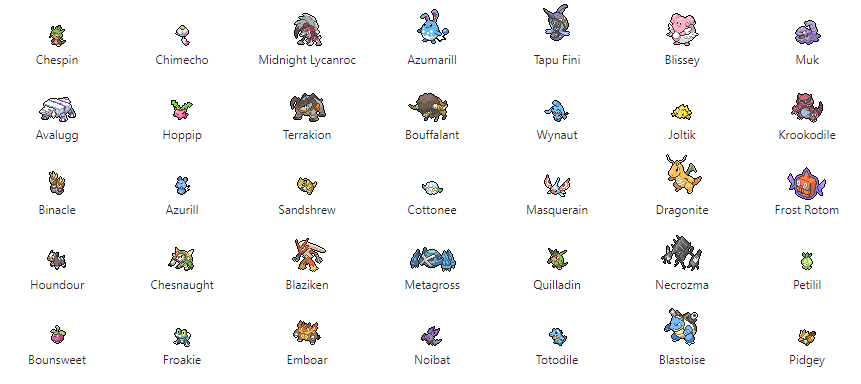 Chespin Chimecho Midnight Lycanroc Azumarill Tapu Fini Blissey Muk
Avalugg Hoppip Terrakion Bouffalant Wynaut Joltik Krookodile
Binacle Azurill Sandshrew Cottonee Masquerain Dragonite Frost Rotom
Houndour Chesnaught Blaziken Metagross Quilladin Necrozma Petilil
Bounsweet Froakie Emboar Noibat Totodile Blastoise Pidgey